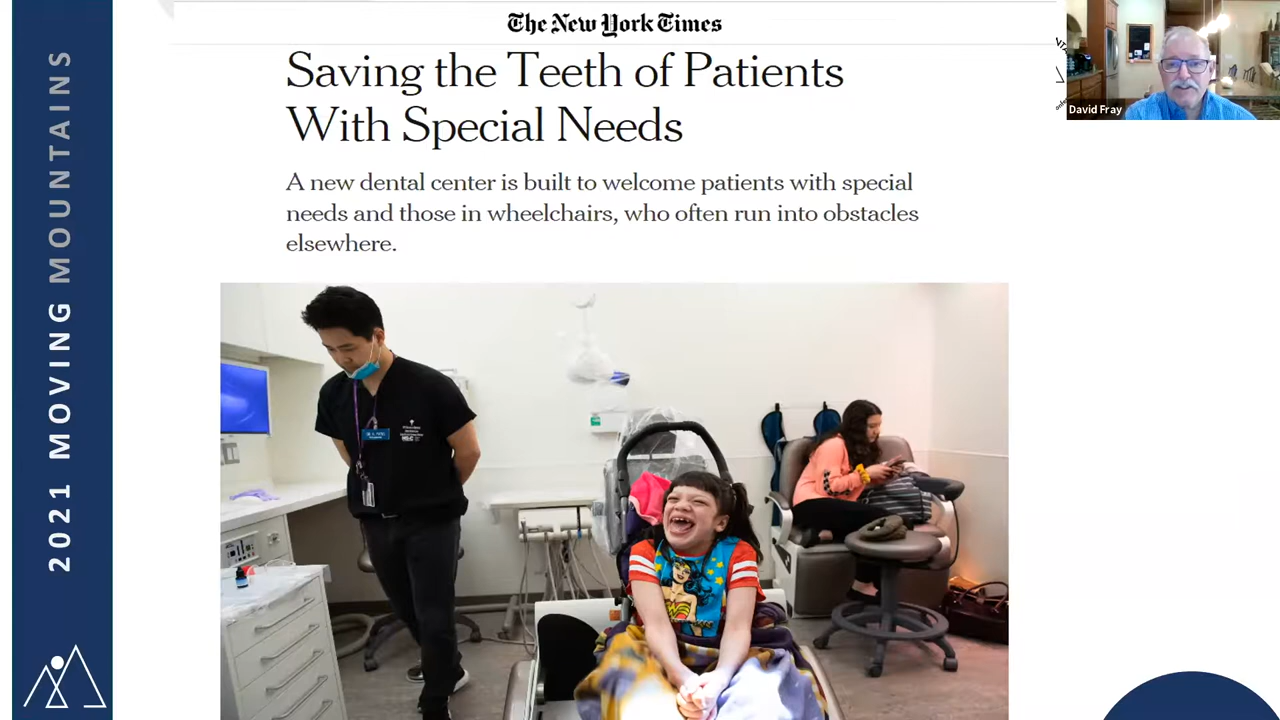 The New York Times
Saving the Teeth of Patients
With Special Needs
A new dental center is built to welcome patients with special
needs and those in wheelchairs, who often run into obstacles
elsewhere.
David Fray
2021 MOVING MOUNTAINS